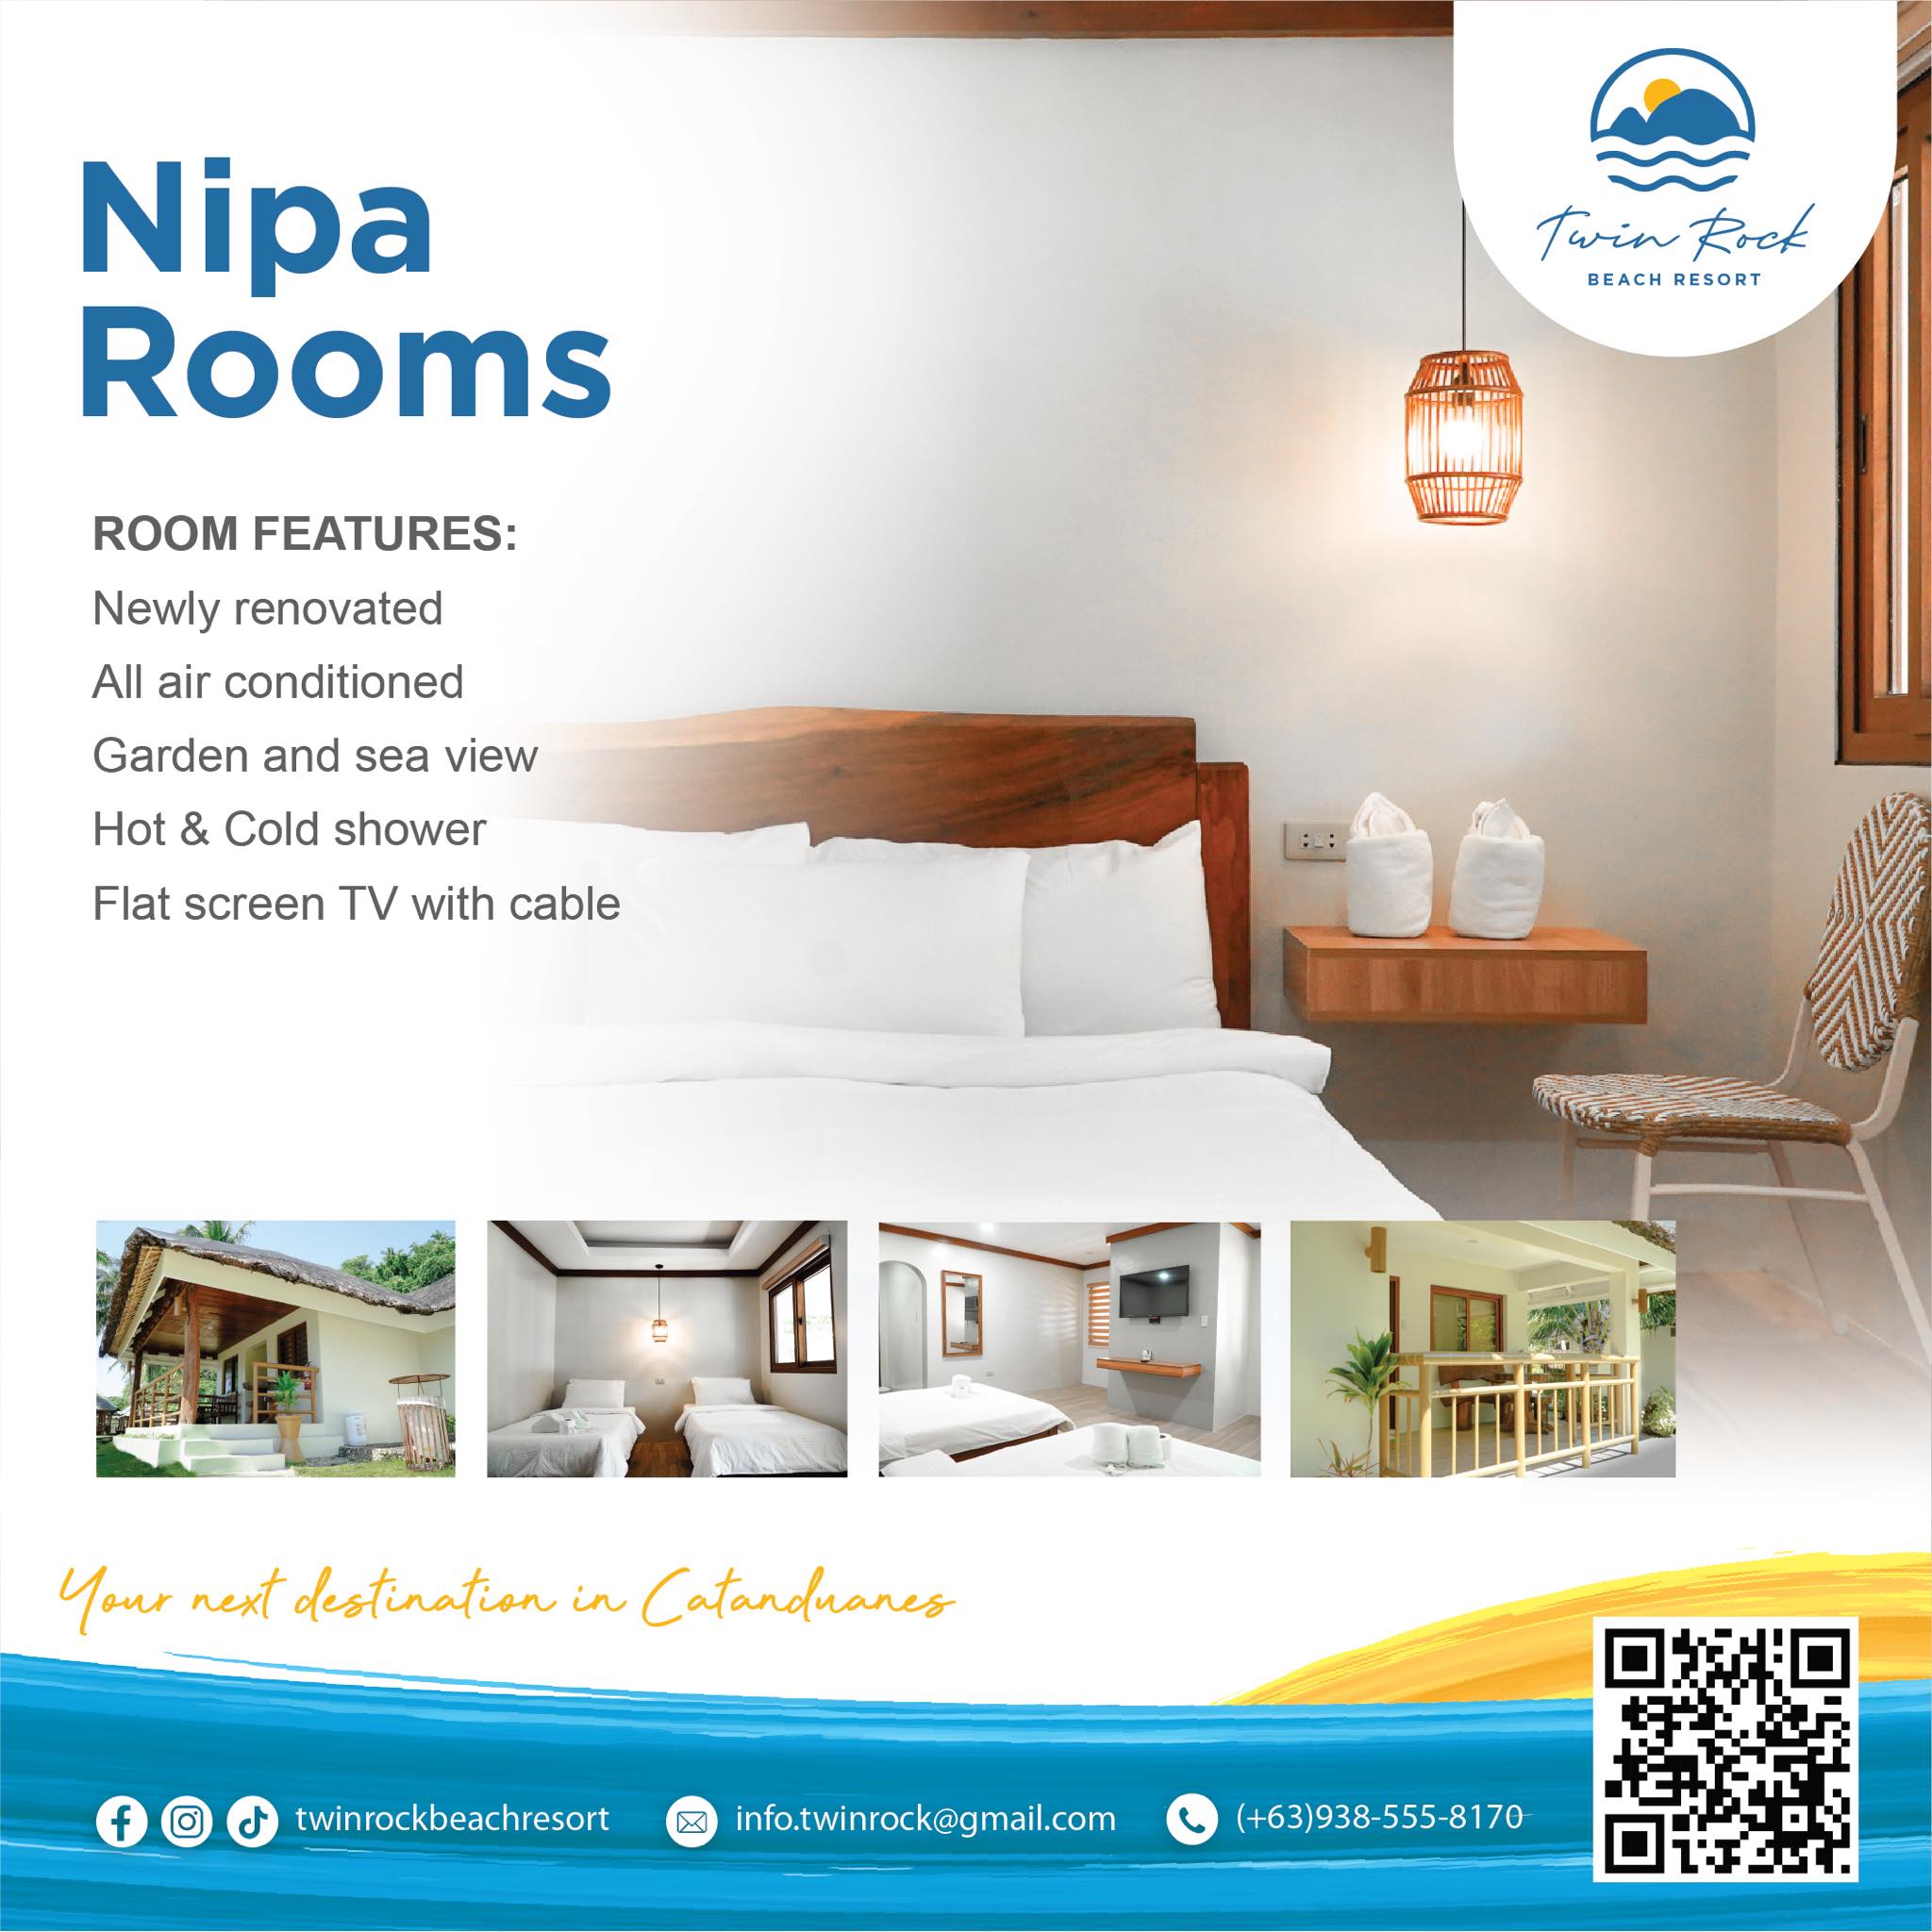 Twin Rock
BEACH RESORT
Nipa
Rooms
ROOM FEATURES:
Newly renovated
All air conditioned
Garden and sea view
Hot & Cold shower
Flat screen TV with cable
Your next destination in Catanduanes
twinrockbeachresort
info.twinrock@gmail.com
(+63)938-555-8170